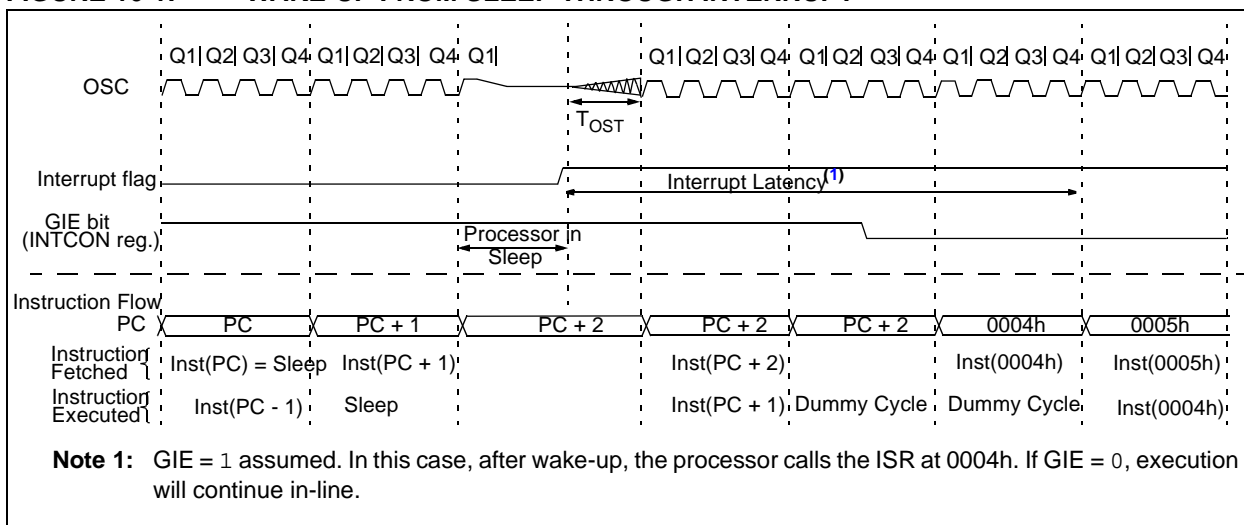 FIGURE 10-1: WAKE-UP FROM SLEEP THROUGH INTERRUPT
Q1| Q2| Q3| Q4 Q1| Q2| Q3| Q4 Q1| Q1| Q2| Q3| Q4 Q1| Q2| Q3| Q4 Q1| Q2| Q3| Q4 Q1| Q2| Q3| Q4
OSC
TOST
Interrupt flag
Interrupt Latency(1)
GIE bit
(INTCON reg.)
Processor in
Sleep
Instruction Flow
PC PC PC + 1 PC + 2 PC + 2 PC + 2 0004h 0005h
Instruction
Fetched { Inst(PC) = Sleep Inst(PC + 1) Inst(PC + 2) Inst(0004h) Inst(0005h)
Instruction
Executed { Inst(PC - 1) Sleep Inst(PC + 1) Dummy Cycle Dummy Cycle Inst(0004h)
Note 1: GIE = 1 assumed. In this case, after wake-up, the processor calls the ISR at 0004h. If GIE = 0, execution
will continue in-line.